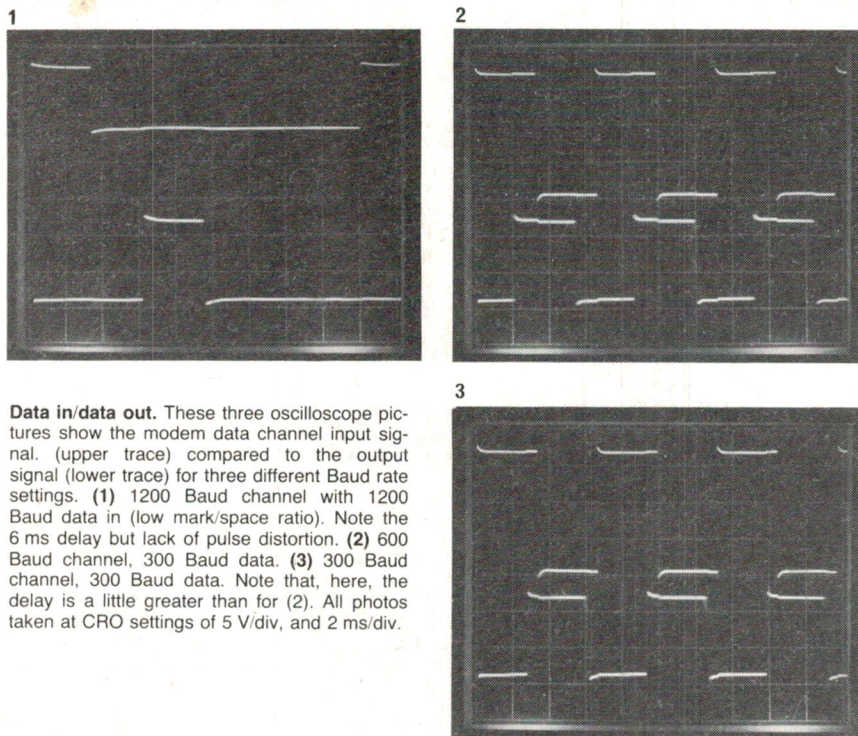 1
2
Data in/data out. These three oscilloscope pic-
tures show the modem data channel input sig-
nal. (upper trace) compared to the output
signal (lower trace) for three different Baud rate
settings. (1) 1200 Baud channel with 1200
Baud data in (low mark/space ratio). Note the
6 ms delay but lack of pulse distortion. (2) 600
Baud channel, 300 Baud data. (3) 300 Baud
channel, 300 Baud data. Note that, here, the
delay is a little greater than for (2). All photos
taken at CRO settings of 5 V/div, and 2 ms/div.
3